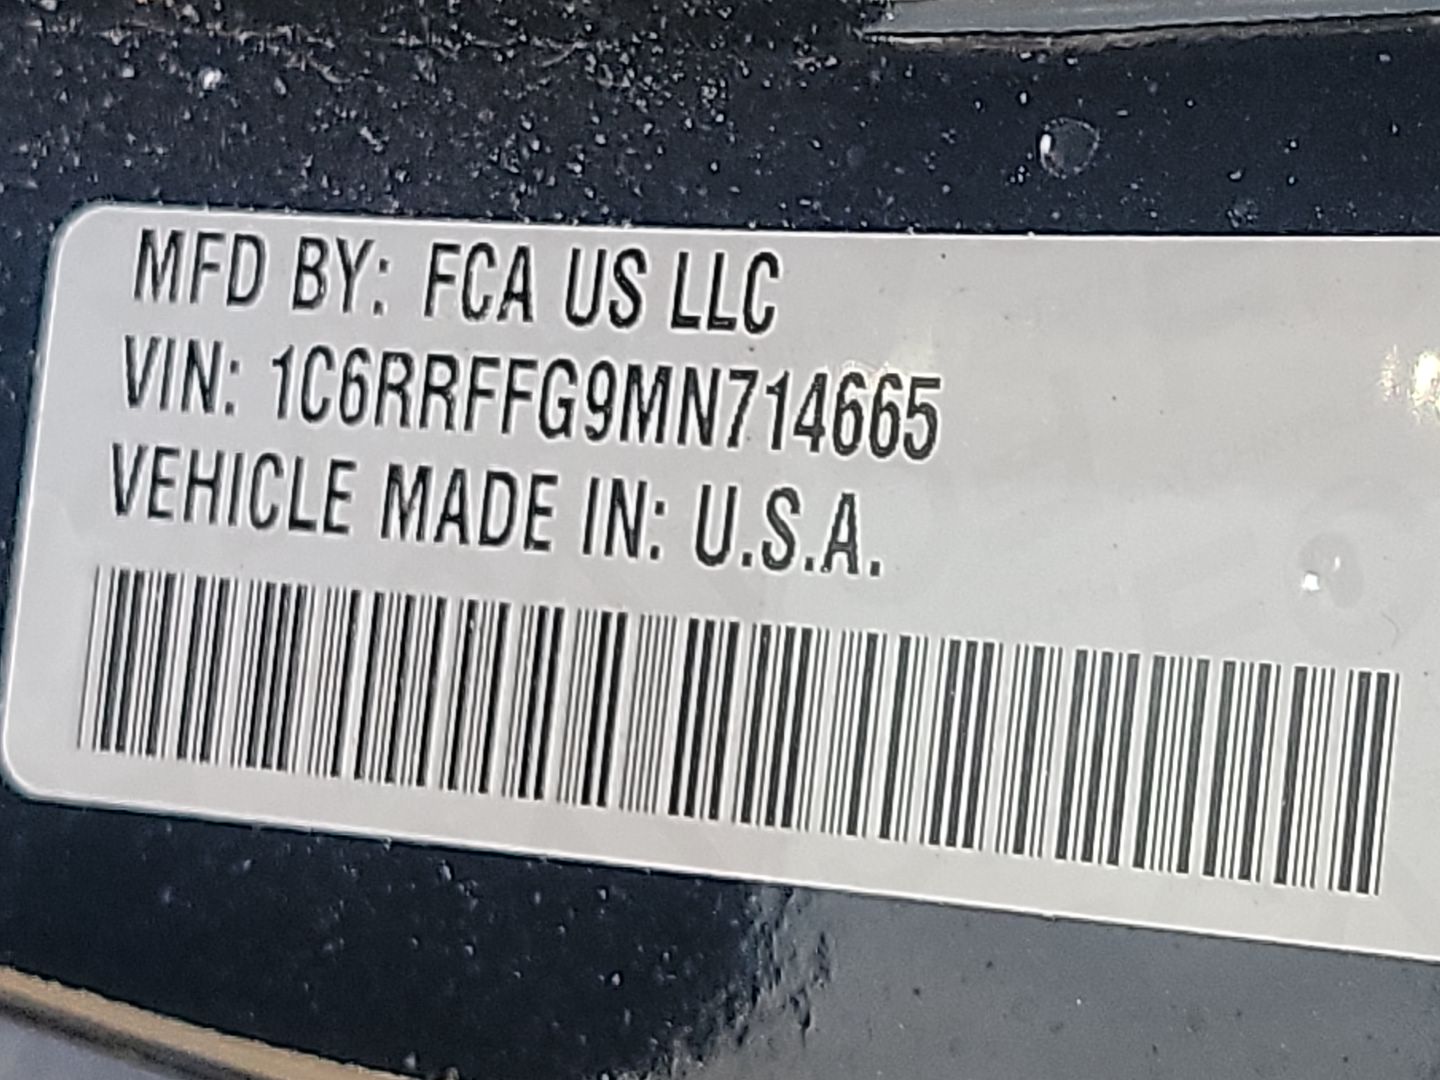 MFD BY: FCA US LLC
VIN: 1C6RRFFG9MN714665
VEHICLE MADE IN: U.S.A.